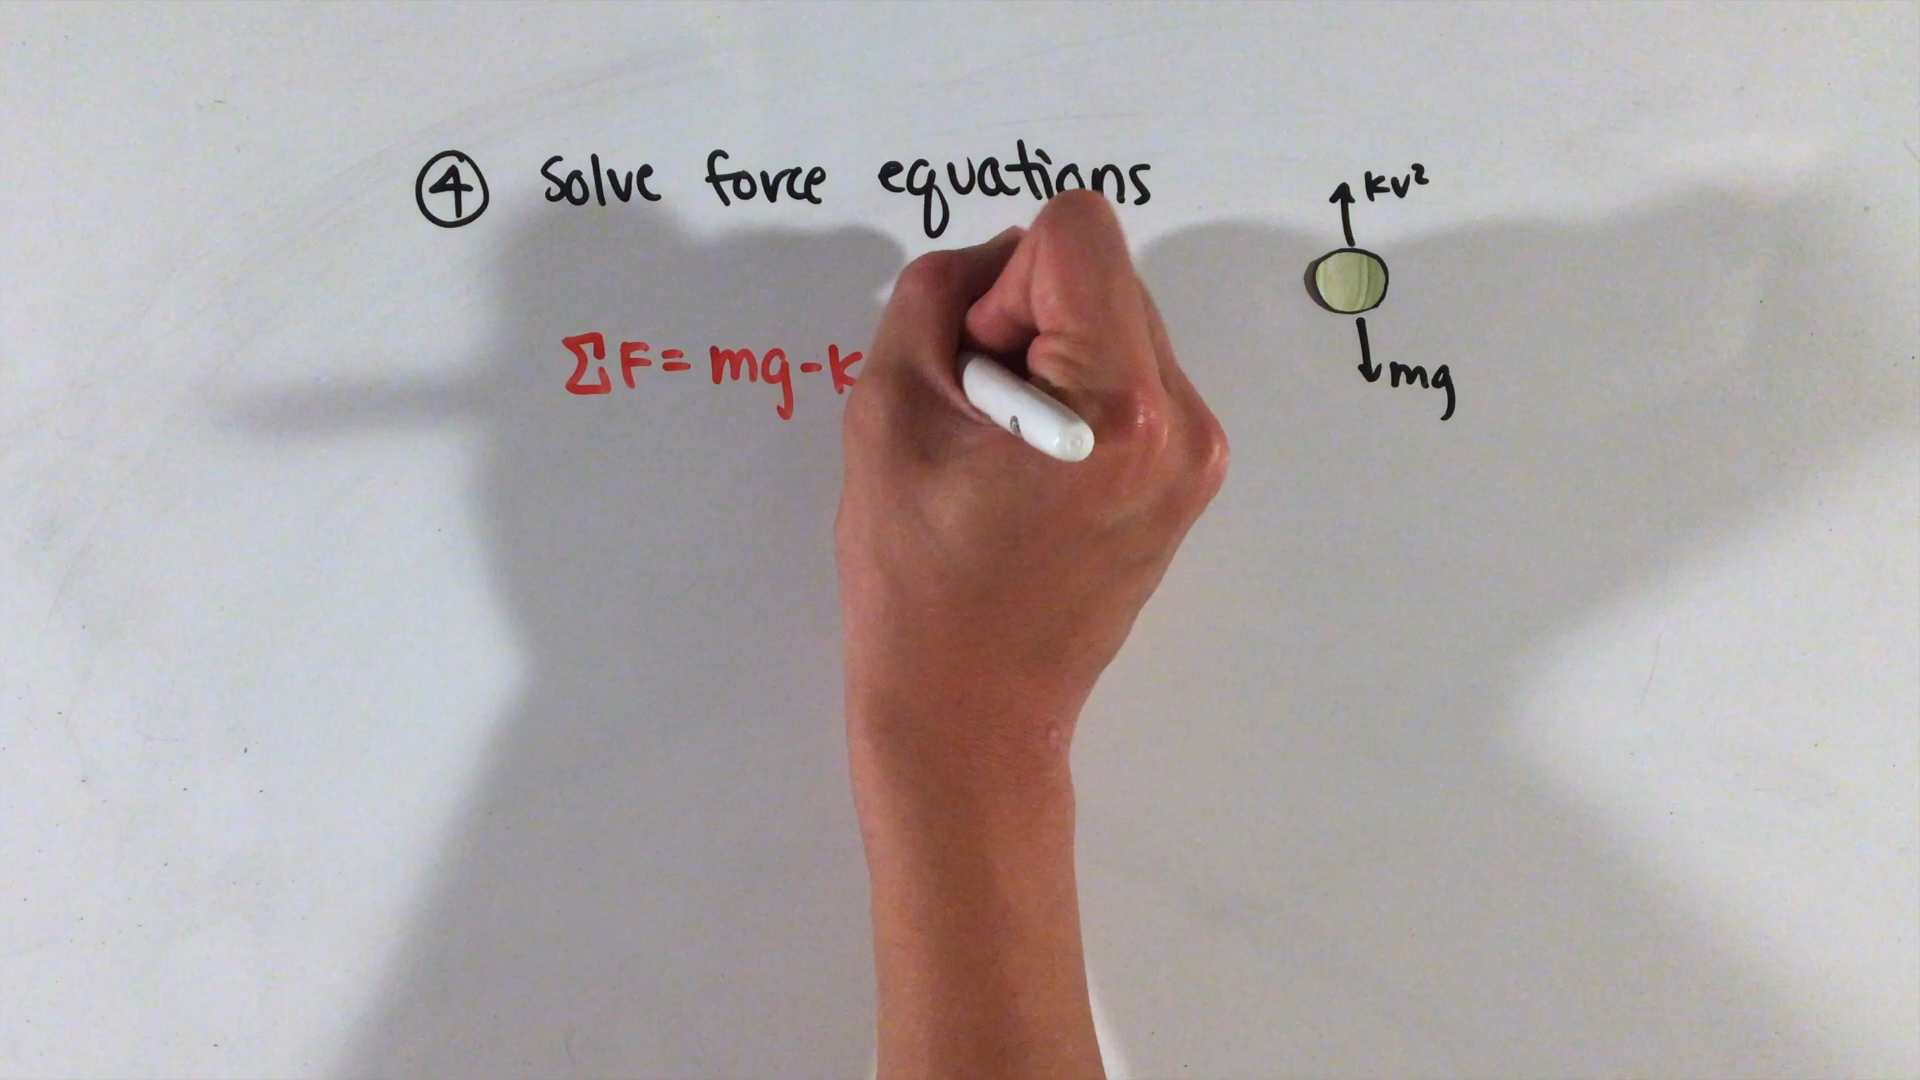 ④ Solve force equations
kv²
mg
ΣF = mg - k